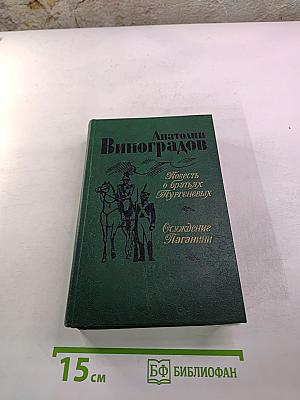 Анатолий
Виноградов
Повесть
о братьях
Тургеневых
Осуждение
Паганини
15 см
БФ БИБЛИОФАН